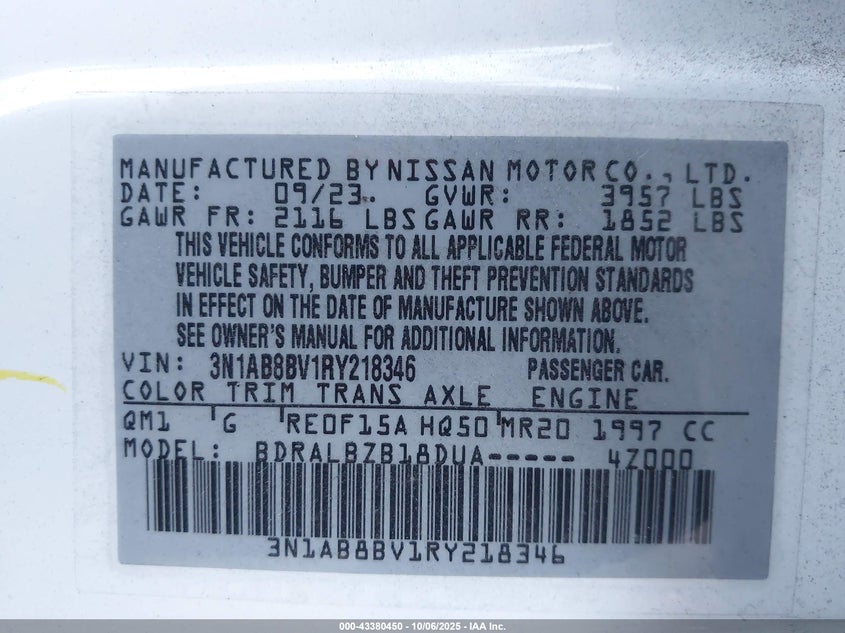 MANUFACTURED BY NISSAN MOTOR CO., LTD.
DATE: 09/23. GVWR: 3957 LBS
GAWR FR: 2116 LBS GAWR RR: 1852 LBS
THIS VEHICLE CONFORMS TO ALL APPLICABLE FEDERAL MOTOR
VEHICLE SAFETY, BUMPER AND THEFT PREVENTION STANDARDS
IN EFFECT ON THE DATE OF MANUFACTURE SHOWN ABOVE.
SEE OWNER'S MANUAL FOR ADDITIONAL INFORMATION.
VIN: 3N1AB8BV1RY218346 PASSENGER CAR.
COLOR TRIM TRANS AXLE ENGINE
QM1 G RE0F15A HQ50 MR20 1997 CC
MODEL: BDRALBZB18DUA----- 4Z000
3N1AB8BV1RY218346
000-43380450 - 10/06/2025 - IAA Inc.